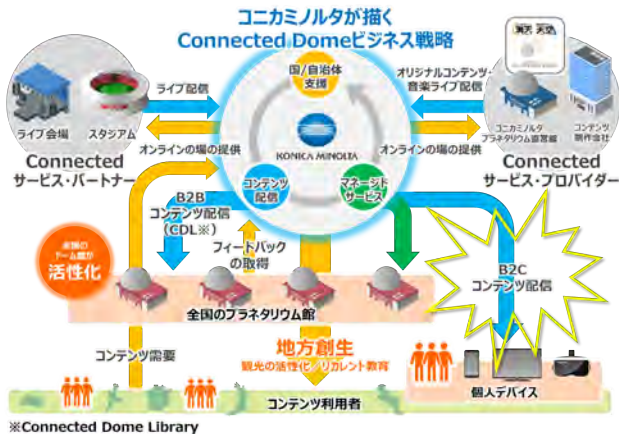 コニカミノルタが描く
Connected Domeビジネス戦略
国/自治体
支援
ライブ配信
オリジナルコンテンツ・
音楽ライブ配信
満天 天空
ライブ会場
スタジアム
KONICA MINOLTA
コニカミノルタ
プラネタリウム直営館
コンテンツ
制作会社
オンラインの場の提供
オンラインの場の提供
Connected
サービス・パートナー
Connected
サービス・プロバイダー
コンテンツ
配信
マネージド
サービス
B2B
コンテンツ配信
(CDL※)
フィードバック
の取得
全国の
ドーム館が
活性化
B2C
コンテンツ配信
全国のプラネタリウム館
コンテンツ需要
地方創生
観光の活性化/リカレント教育
個人デバイス
コンテンツ利用者
※Connected Dome Library